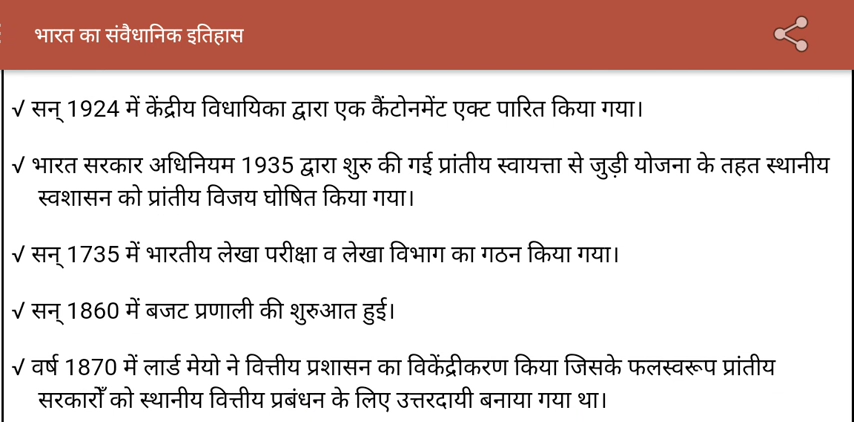 भारत का संवैधानिक इतिहास
√ सन् 1924 में केंद्रीय विधायिका द्वारा एक कैंटोनमेंट एक्ट पारित किया गया।
√ भारत सरकार अधिनियम 1935 द्वारा शुरु की गई प्रांतीय स्वायत्ता से जुड़ी योजना के तहत स्थानीय
स्वशासन को प्रांतीय विजय घोषित किया गया।
√ सन् 1735 में भारतीय लेखा परीक्षा व लेखा विभाग का गठन किया गया।
√ सन् 1860 में बजट प्रणाली की शुरुआत हुई।
√ वर्ष 1870 में लार्ड मेयो ने वित्तीय प्रशासन का विकेंद्रीकरण किया जिसके फलस्वरूप प्रांतीय
सरकारोँ को स्थानीय वित्तीय प्रबंधन के लिए उत्तरदायी बनाया गया था।